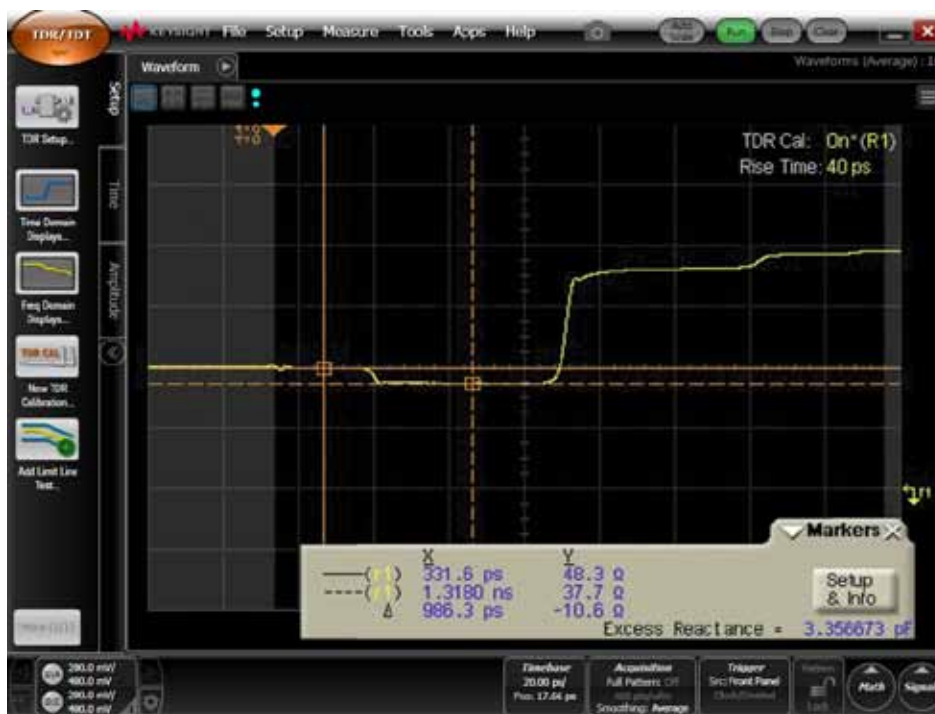 TDR/TDT
KEYSIGHT File Setup Measure Tools Apps Help
Run
Stop
Clear
Waveform
Waveforms (Average) :
Setup
Time
Amplitude
TDR Setup...
Time Domain
Displays...
Freq Domain
Displays...
TDR CAL
New TDR
Calibration...
Add Limit Line
Test...
TDR Cal: On* (R1)
Rise Time: 40 ps
r1
Markers
X Y
331.6 ps 48.3 Ω
1.3180 ns 37.7 Ω
Δ 986.3 ps -10.6 Ω
Setup
& Info
Excess Reactance = 3.356673 pF
Timebase
Acquisition
Full Pattern: Off
Smoothing: Average
Trigger
Src: Front Panel
Math
Signal